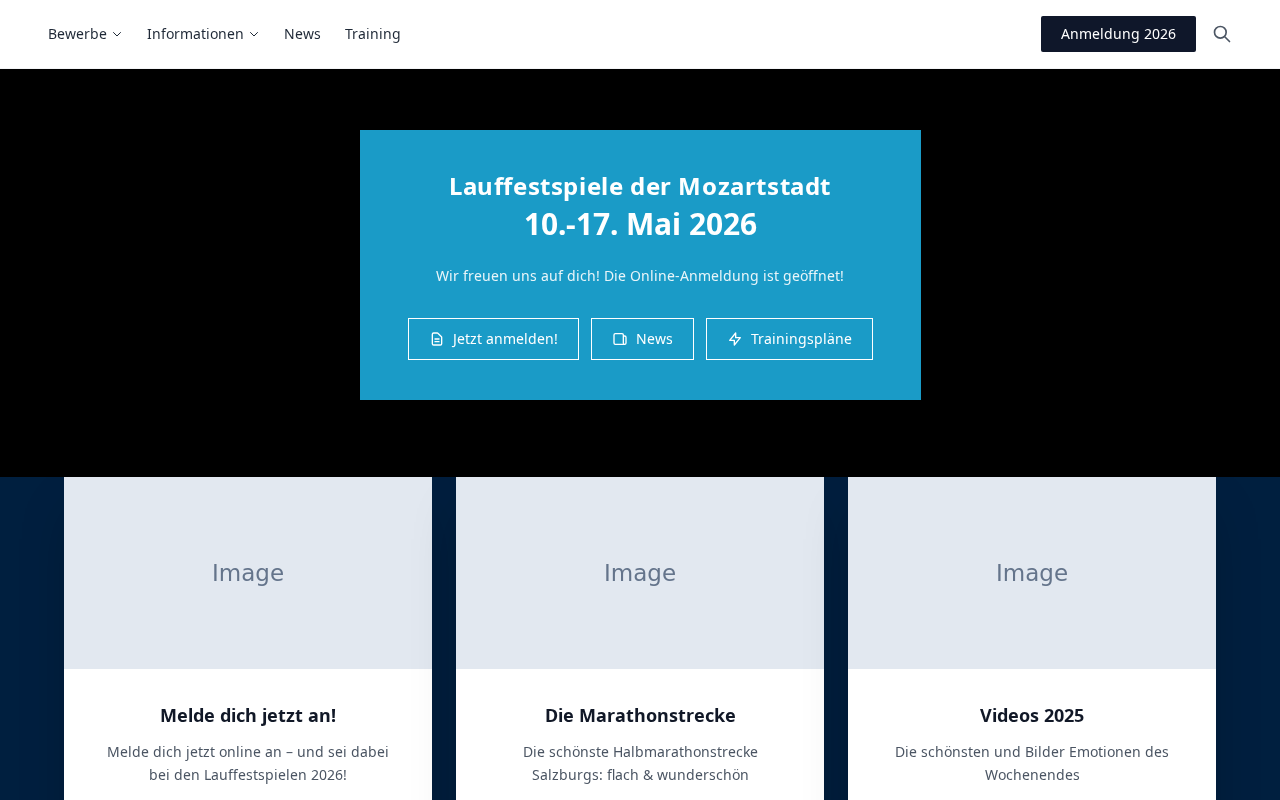 Bewerbe
Informationen
News
Training
Anmeldung 2026
Lauffestspiele der Mozartstadt
10.-17. Mai 2026
Wir freuen uns auf dich! Die Online-Anmeldung ist geöffnet!
Jetzt anmelden!
News
Trainingspläne
Image
Image
Image
Melde dich jetzt an!
Melde dich jetzt online an – und sei dabei
bei den Lauffestspielen 2026!
Die Marathonstrecke
Die schönste Halbmarathonstrecke
Salzburgs: flach & wunderschön
Videos 2025
Die schönsten und Bilder Emotionen des
Wochenendes